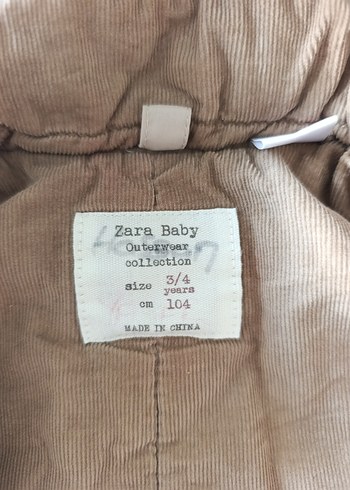 Zara Baby
Outerwear
collection
size 3/4
years
cm 104
MADE IN CHINA